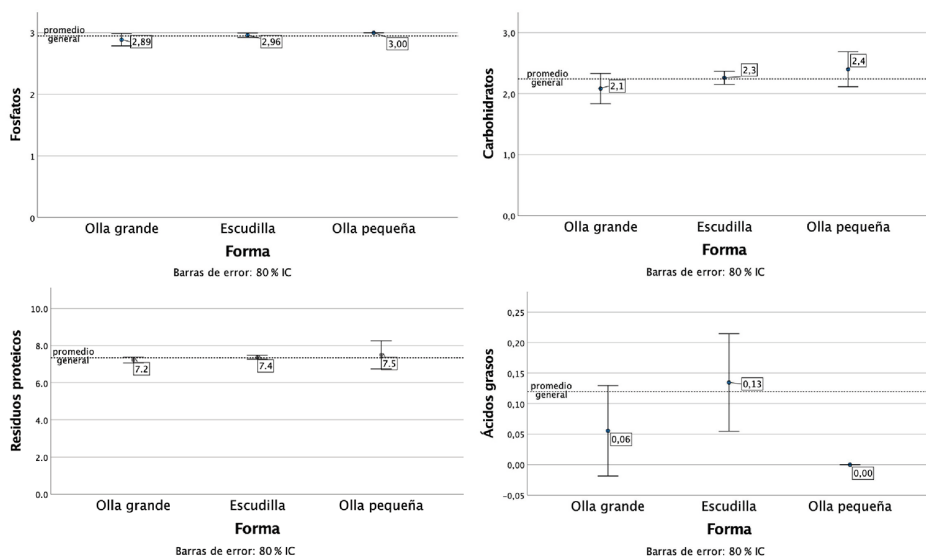 Fosfatos
3
2
1
0
promedio
general
2,89
2,96
3,00
Olla grande Escudilla Olla pequeña
Forma
Barras de error: 80 % IC
Carbohidratos
3,0
2,0
1,0
0,0
promedio
general
2,1
2,3
2,4
Olla grande Escudilla Olla pequeña
Forma
Barras de error: 80 % IC
Residuos proteicos
10.0
8.0
6.0
4.0
2.0
0.0
promedio
general
7.2
7.4
7.5
Olla grande Escudilla Olla pequeña
Forma
Barras de error: 80 % IC
Ácidos grasos
0,25
0,20
0,15
0,10
0,05
0,00
-0,05
promedio
general
0,06
0,13
0,00
Olla grande Escudilla Olla pequeña
Forma
Barras de error: 80 % IC